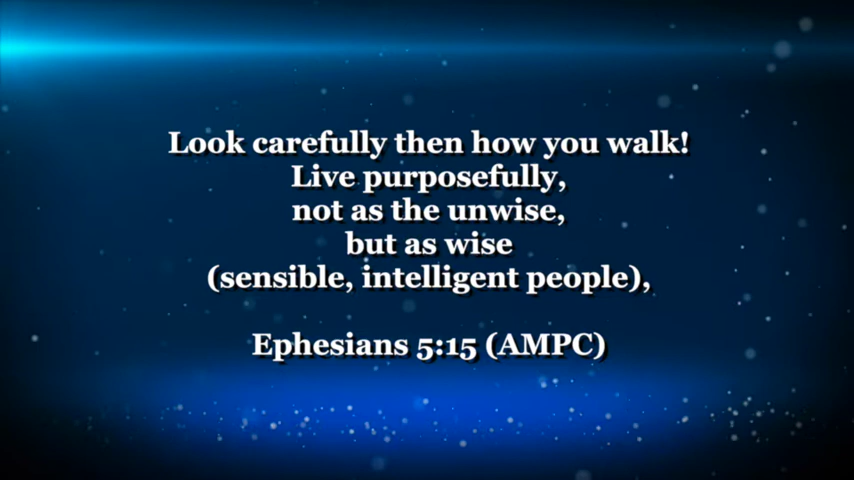 Look carefully then how you walk!
Live purposefully,
not as the unwise,
but as wise
(sensible, intelligent people),
Ephesians 5:15 (AMPC)